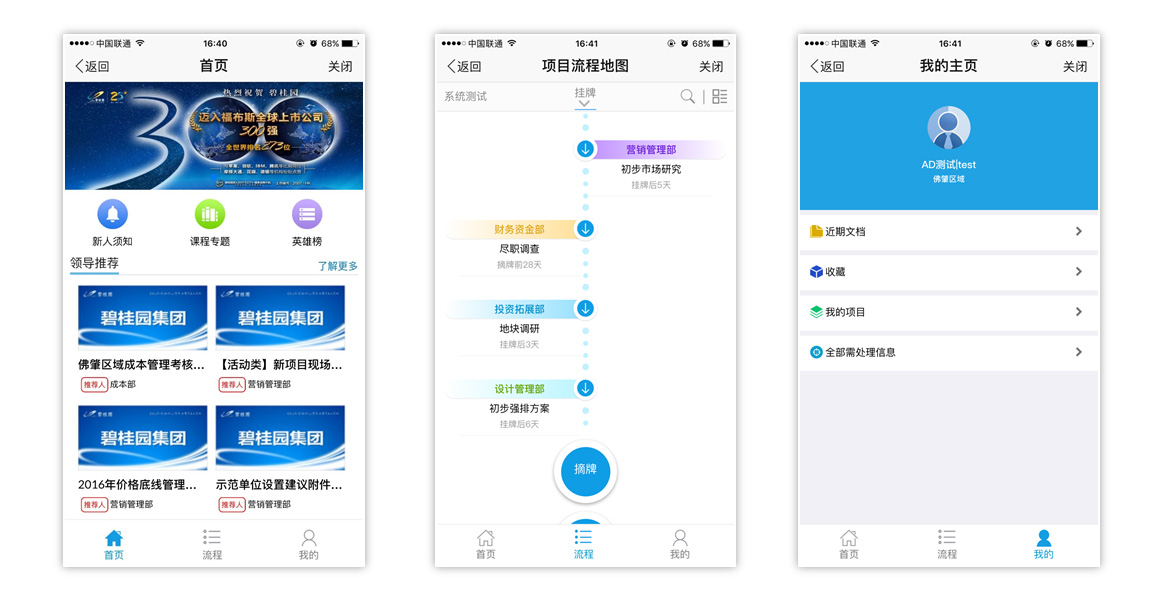 中国联通
16:40
68%
返回
首页
关闭
碧桂园
25
热烈祝贺 碧桂园
迈入福布斯全球上市公司
300强
全世界排名273位
新人须知
课程专题
英雄榜
领导推荐
了解更多
碧桂园
碧桂园集团
碧桂园
碧桂园集团
佛肇区域成本管理考核...
【活动类】新项目现场...
推荐人 成本部
推荐人 营销管理部
碧桂园
碧桂园集团
碧桂园
碧桂园集团
2016年价格底线管理...
示范单位设置建议附件...
推荐人 营销管理部
推荐人 营销管理部
首页
流程
我的
中国联通
16:41
68%
返回
项目流程地图
关闭
系统测试
挂牌
营销管理部
初步市场研究
挂牌后5天
财务资金部
尽职调查
摘牌前28天
投资拓展部
地块调研
挂牌后3天
设计管理部
初步强排方案
挂牌后6天
摘牌
首页
流程
我的
中国联通
16:41
68%
返回
我的主页
关闭
AD测试|test
佛肇区域
近期文档
收藏
我的项目
全部需处理信息
首页
流程
我的